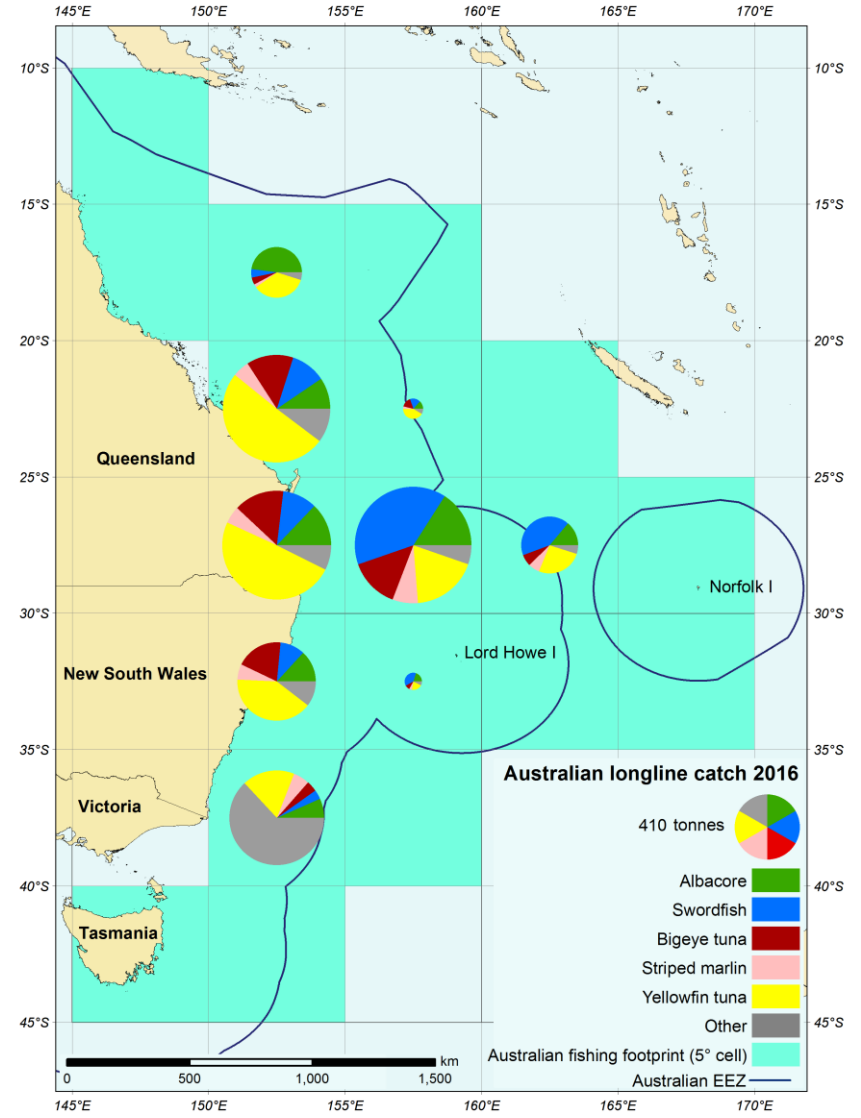 145°E 150°E 155°E 160°E 165°E 170°E
10°S 10°S
15°S 15°S
20°S 20°S
Queensland
25°S 25°S
Norfolk I
30°S 30°S
Lord Howe I
New South Wales
35°S 35°S
Australian longline catch 2016
Victoria
410 tonnes
40°S 40°S
Albacore
Swordfish
Tasmania
Bigeye tuna
Striped marlin
Yellowfin tuna
45°S 45°S
Other
Australian fishing footprint (5° cell)
km
0 500 1,000 1,500
Australian EEZ
145°E 150°E 155°E 160°E 165°E 170°E